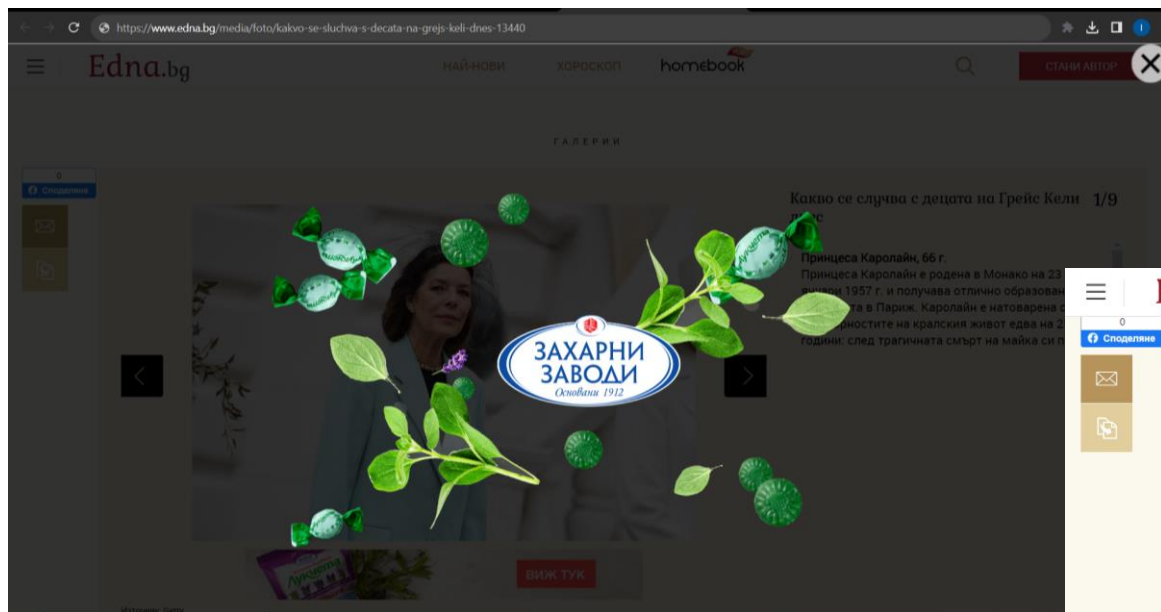 https://www.edna.bg/media/foto/kakvo-se-sluchva-s-decata-na-grejs-keli-dnes-13440
I
Edna.bg
НАЙ-НОВИ
ХОРОСКОП
homebook
СТАНИ АВТОР
ГАЛЕРИИ
0
Споделяне
Какво се случва с децата на Грейс Кели
1/9
Принцеса Каролайн, 66 г.
Принцеса Каролайн е родена в Монако на 23
1957 г. и получава отлично
в Париж. Каролайн е натоварена с
на кралския живот едва на
години: след трагичната смърт на майка си
ЗАХАРНИ
ЗАВОДИ
Основани 1912
Лукчета
ВИЖ ТУК
0
Споделяне